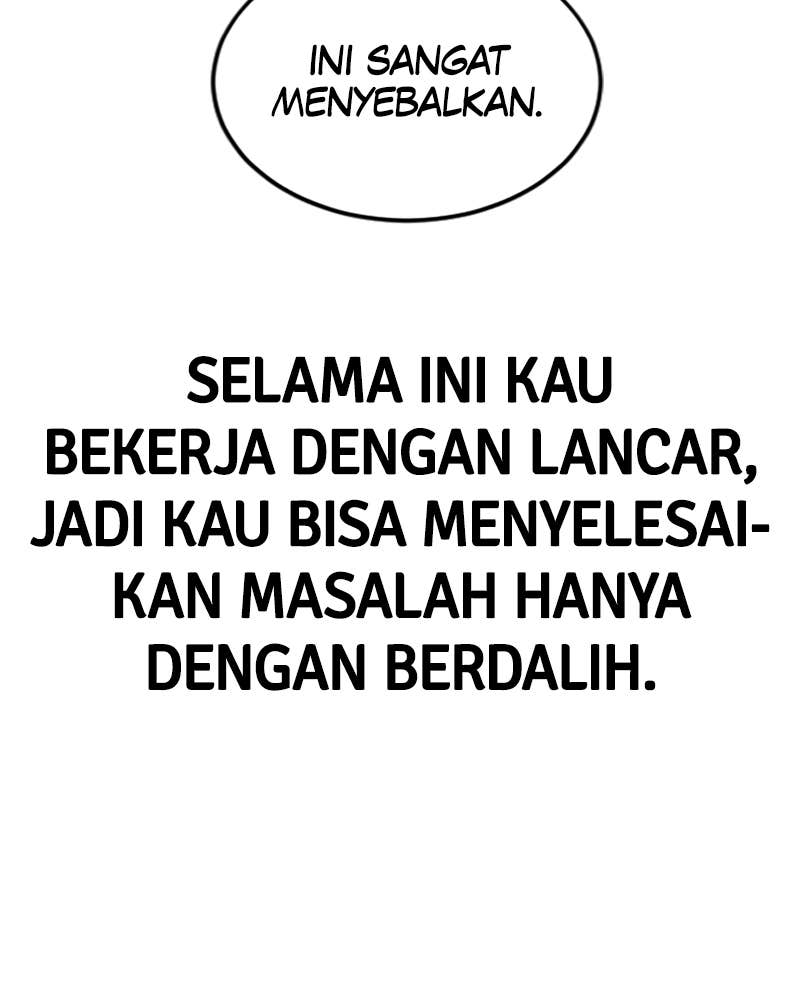 INI SANGAT
MENYEBALKAN.
SELAMA INI KAU
BEKERJA DENGAN LANCAR,
JADI KAU BISA MENYELESAI-
KAN MASALAH HANYA
DENGAN BERDALIH.